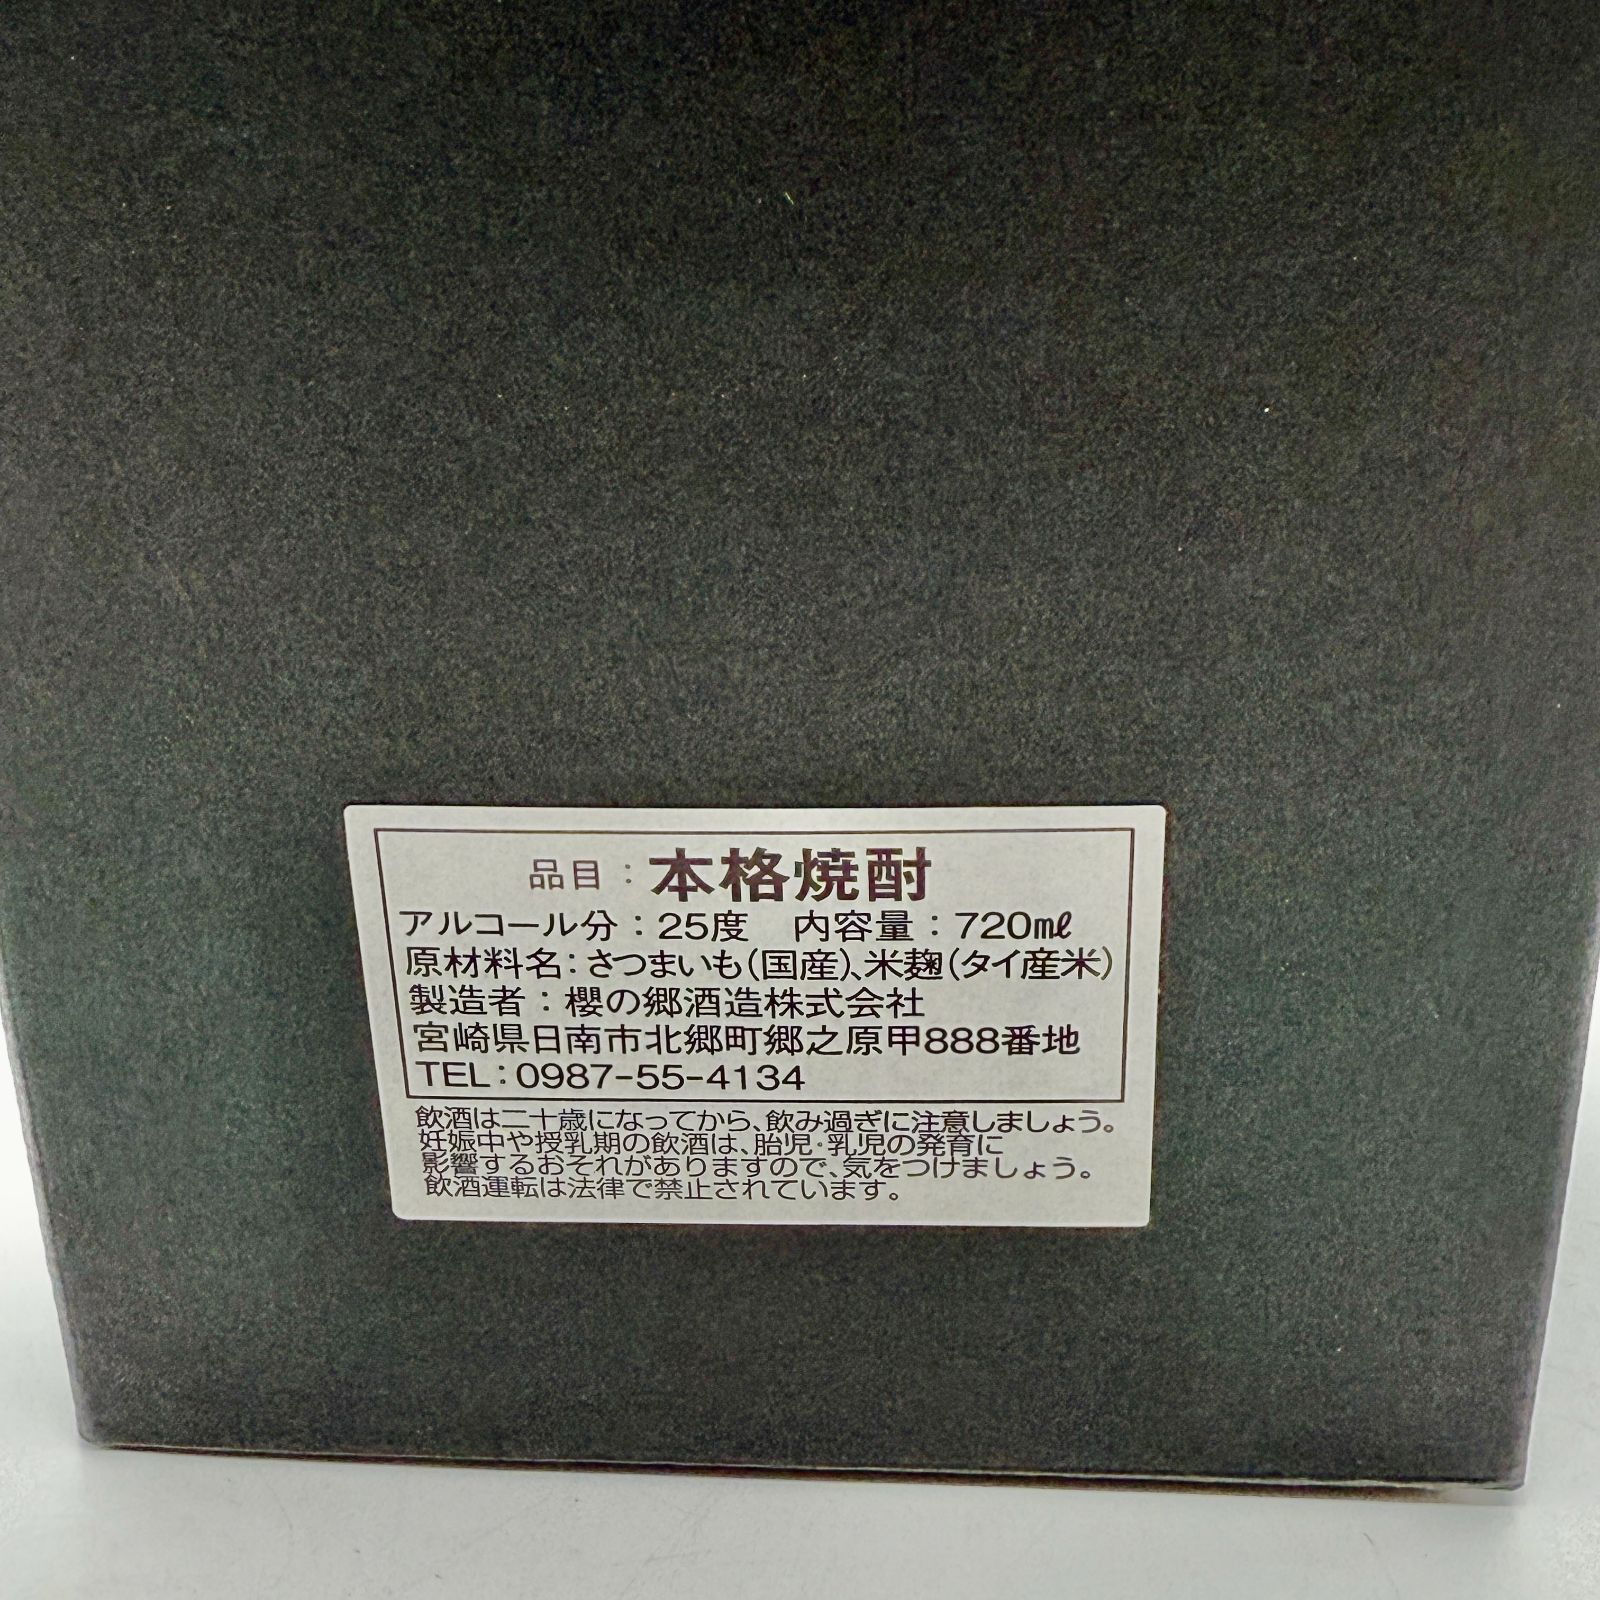 品目：本格焼酎
アルコール分：25度　内容量：720㎖
原材料名：さつまいも(国産)、米麹(タイ産米)
製造者：櫻の郷酒造株式会社
宮崎県日南市北郷町郷之原甲888番地
TEL：0987-55-4134
飲酒は二十歳になってから、飲み過ぎに注意しましょう。
妊娠中や授乳期の飲酒は、胎児・乳児の発育に
影響するおそれがありますので、気をつけましょう。
飲酒運転は法律で禁止されています。